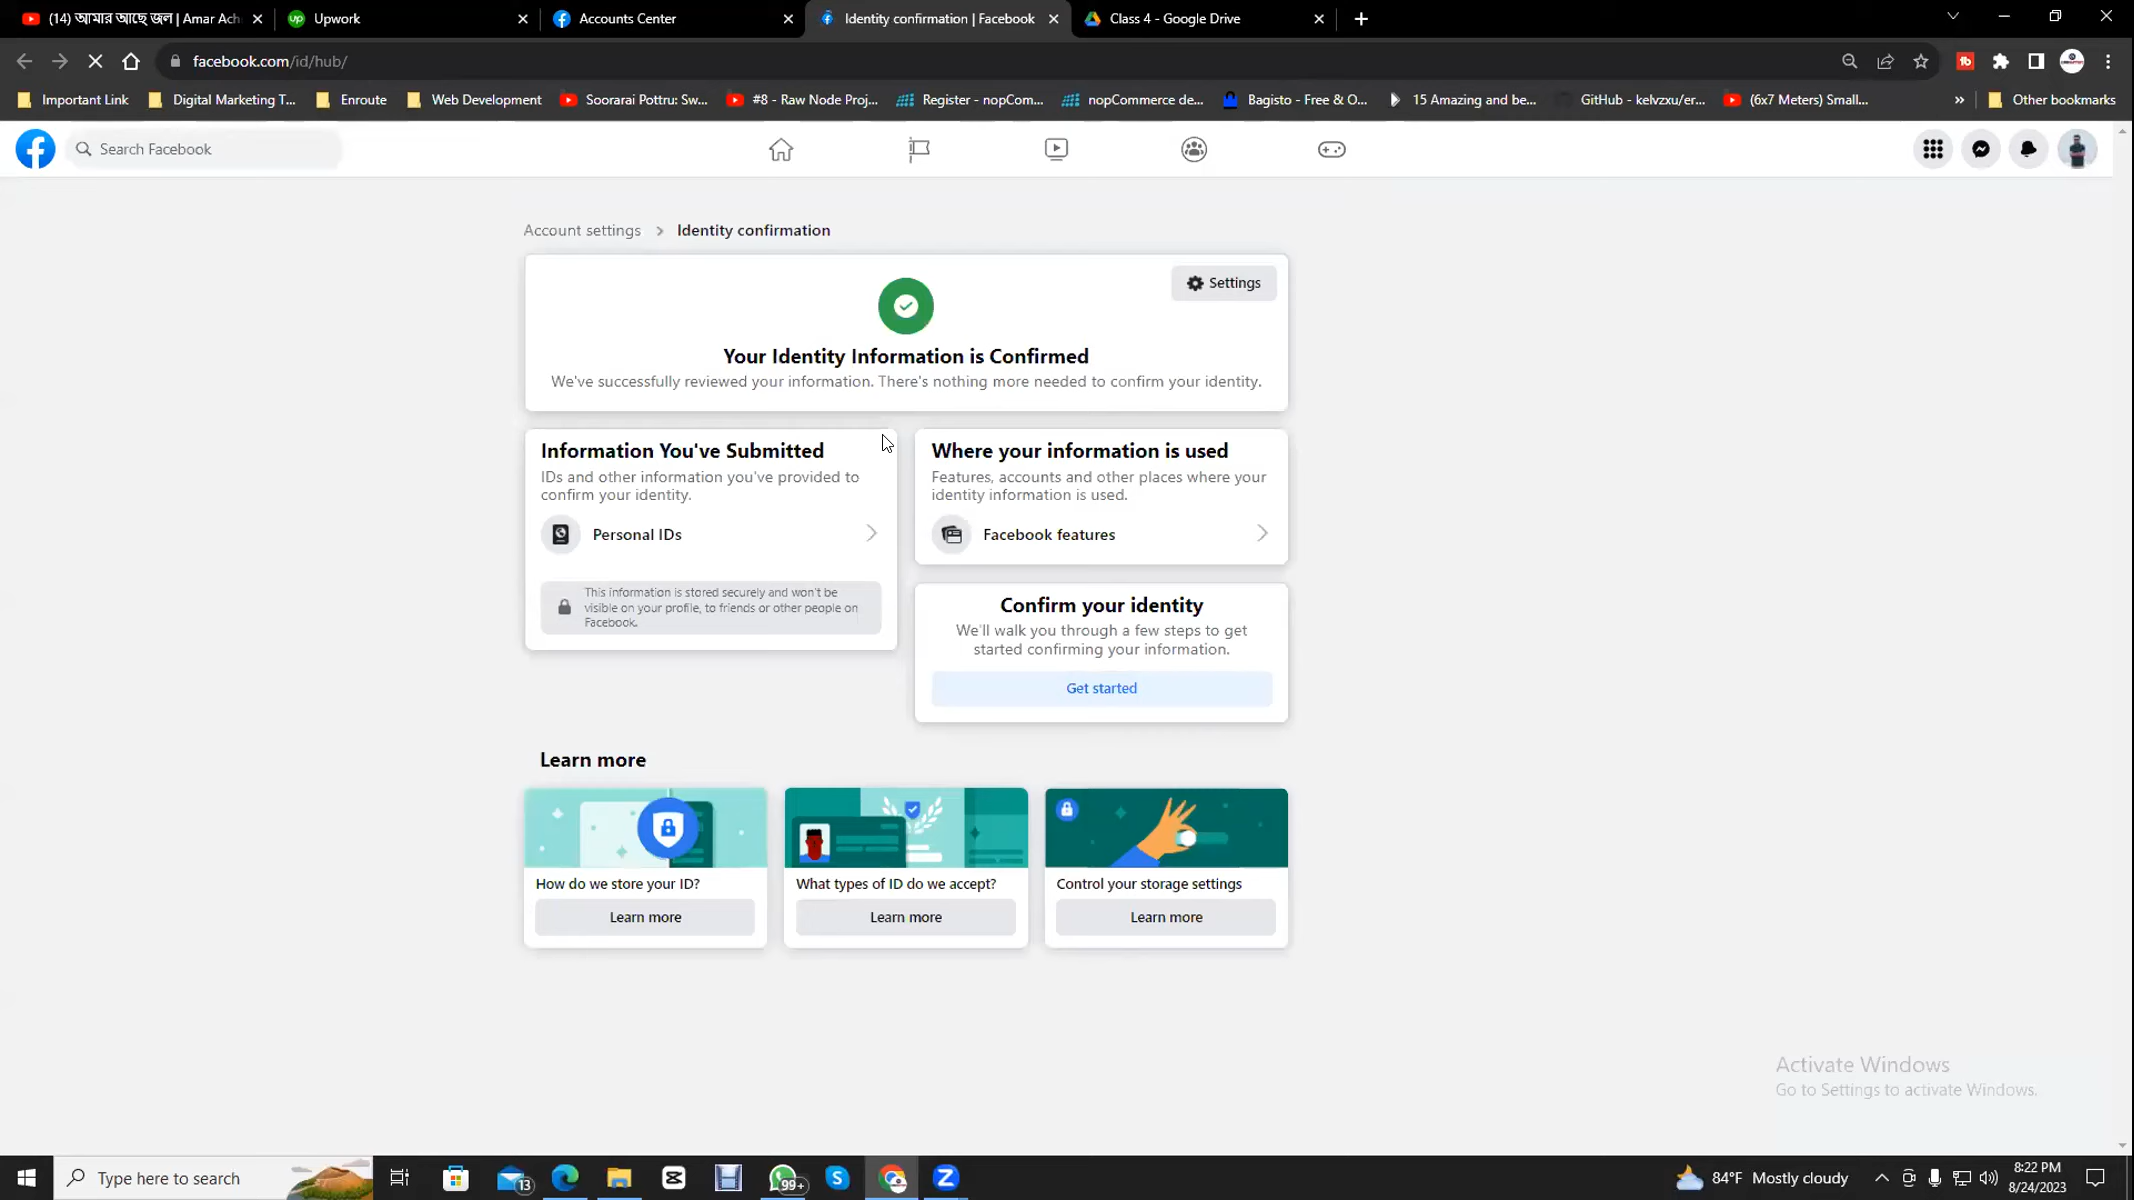 (14) আমার আছে জল | Amar Ach
Upwork
Accounts Center
Identity confirmation | Facebook
Class 4 - Google Drive
facebook.com/id/hub/
Important Link
Digital Marketing T...
Enroute
Web Development
Soorarai Pottru: Sw...
#8 - Raw Node Proj...
Register - nopCom...
nopCommerce de...
Bagisto - Free & O...
15 Amazing and be...
GitHub - kelvzxu/er...
(6x7 Meters) Small...
»
Other bookmarks
Search Facebook
Account settings > Identity confirmation
Settings
Your Identity Information is Confirmed
We've successfully reviewed your information. There's nothing more needed to confirm your identity.
Information You've Submitted
IDs and other information you've provided to
confirm your identity.
Personal IDs
This information is stored securely and won't be
visible on your profile, to friends or other people on
Facebook.
Where your information is used
Features, accounts and other places where your
identity information is used.
Facebook features
Confirm your identity
We'll walk you through a few steps to get
started confirming your information.
Get started
Learn more
How do we store your ID?
Learn more
What types of ID do we accept?
Learn more
Control your storage settings
Learn more
Activate Windows
Go to Settings to activate Windows.
Type here to search
13
99+
84°F Mostly cloudy
8:22 PM
8/24/2023